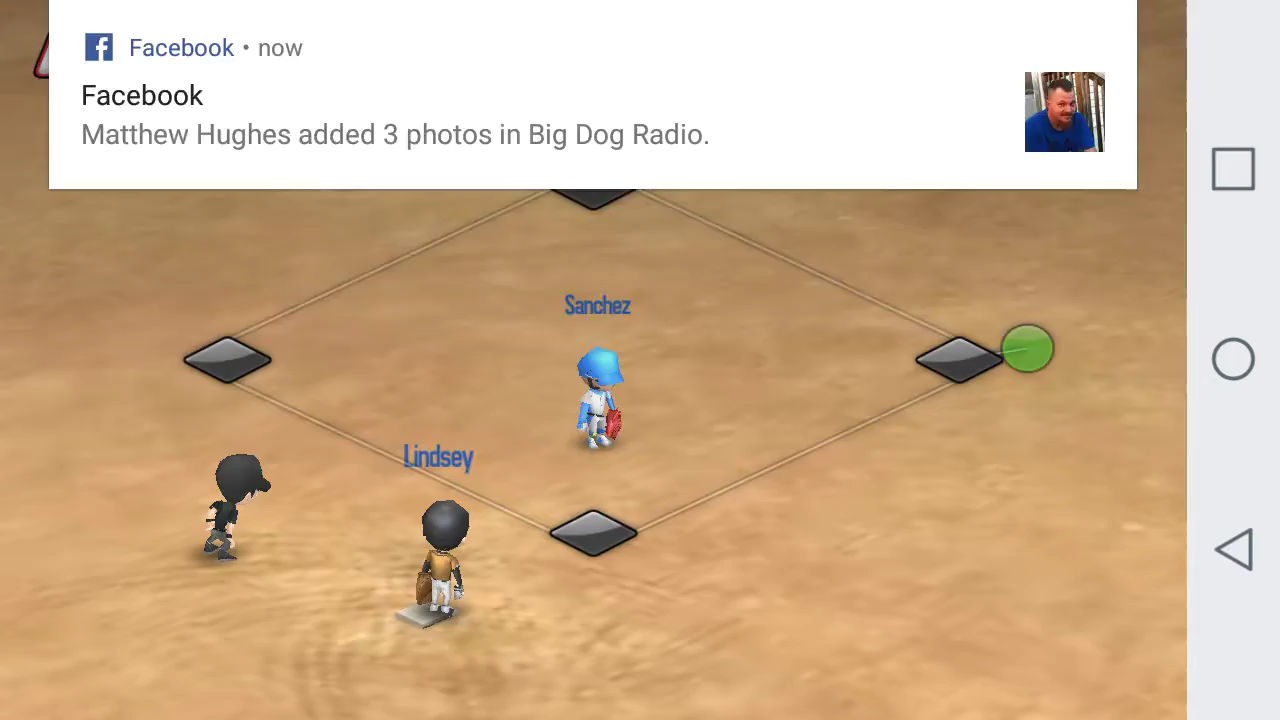 Facebook • now
Facebook
Matthew Hughes added 3 photos in Big Dog Radio.
Sanchez
Lindsey